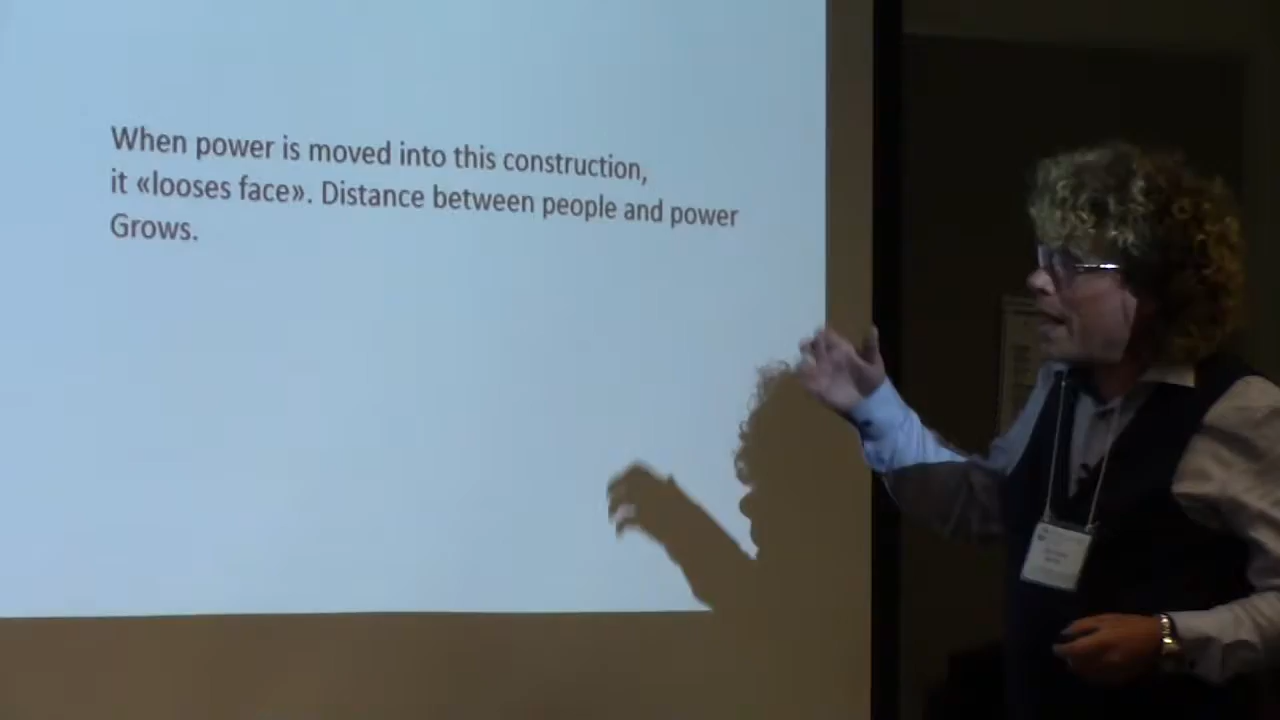 When power is moved into this construction,
it «looses face». Distance between people and power
Grows.